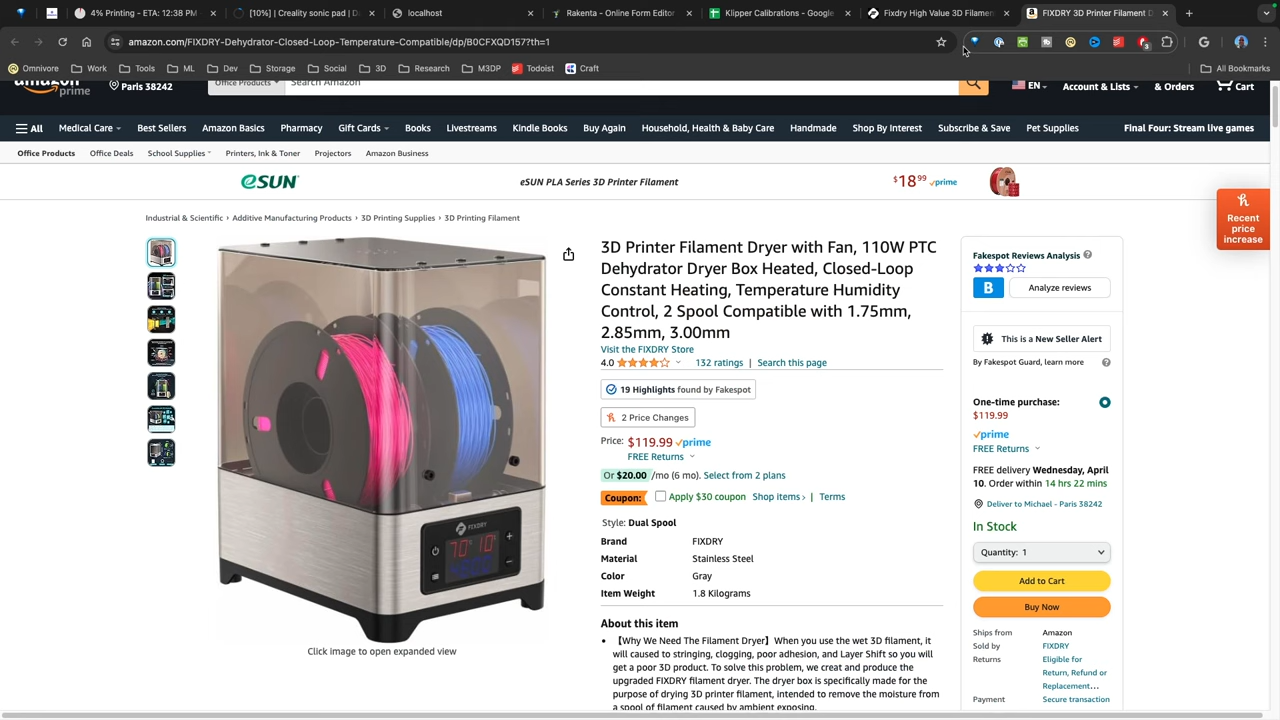 4% Printing - ETA: 12:38 PM
[10%] | Creality sonic pad | D
localhost
Rakenta - Online Form Editor
Klipper Calibrations - Google
Fixdry High Value 3D Filamen
FIXDRY 3D Printer Filament D
amazon.com/FIXDRY-Dehydrator-Closed-Loop-Temperature-Compatible/dp/B0CFXQD157?th=1
Omnivore Work Tools ML Dev Storage Social 3D Research M3DP Todoist Craft All Bookmarks
amazon prime
Paris 38242
Office Products
Search Amazon
EN
Account & Lists
& Orders
Cart
All Medical Care Best Sellers Amazon Basics Pharmacy Gift Cards Books Livestreams Kindle Books Buy Again Household, Health & Baby Care Handmade Shop By Interest Subscribe & Save Pet Supplies Final Four: Stream live games
Office Products Office Deals School Supplies Printers, Ink & Toner Projectors Amazon Business
eSUN
eSUN PLA Series 3D Printer Filament
$18.99 prime
Industrial & Scientific › Additive Manufacturing Products › 3D Printing Supplies › 3D Printing Filament
Recent
price
increase
3D Printer Filament Dryer with Fan, 110W PTC
Dehydrator Dryer Box Heated, Closed-Loop
Constant Heating, Temperature Humidity
Control, 2 Spool Compatible with 1.75mm,
2.85mm, 3.00mm
Visit the FIXDRY Store
4.0 132 ratings | Search this page
19 Highlights found by Fakespot
2 Price Changes
Price: $119.99 prime
FREE Returns
Or $20.00 /mo (6 mo). Select from 2 plans
Coupon: Apply $30 coupon Shop items › | Terms
Style: Dual Spool
Brand FIXDRY
Material Stainless Steel
Color Gray
Item Weight 1.8 Kilograms
About this item
• 【Why We Need The Filament Dryer】When you use the wet 3D filament, it
will caused to stringing, clogging, poor adhesion, and Layer Shift so you will
get a poor 3D product. To solve this problem, we creat and produce the
upgraded FIXDRY filament dryer. The dryer box is specifically made for the
purpose of drying 3D printer filament, intended to remove the moisture from
a spool of filament caused by ambient exposing.
FIXDRY
70 10
Click image to open expanded view
Fakespot Reviews Analysis
B Analyze reviews
This is a New Seller Alert
By Fakespot Guard, learn more
One-time purchase:
$119.99
prime
FREE Returns
FREE delivery Wednesday, April
10. Order within 14 hrs 22 mins
Deliver to Michael - Paris 38242
In Stock
Quantity: 1
Add to Cart
Buy Now
Ships from Amazon
Sold by FIXDRY
Returns Eligible for
Return, Refund or
Replacement...
Payment Secure transaction